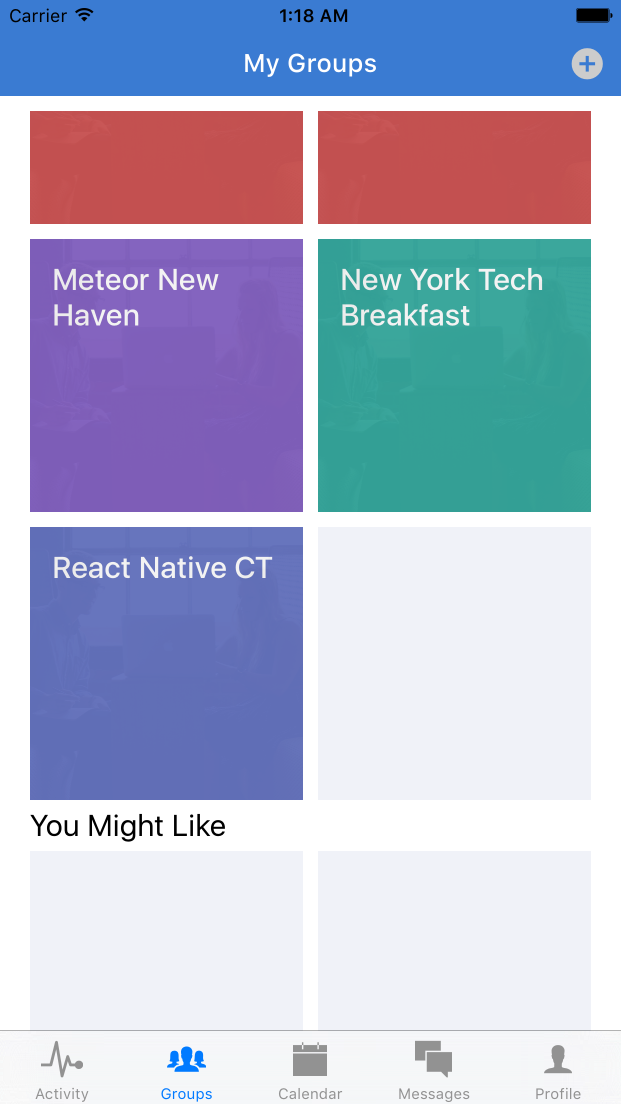 Carrier 1:18 AM
My Groups
Meteor New
Haven
New York Tech
Breakfast
React Native CT
You Might Like
Activity Groups Calendar Messages Profile